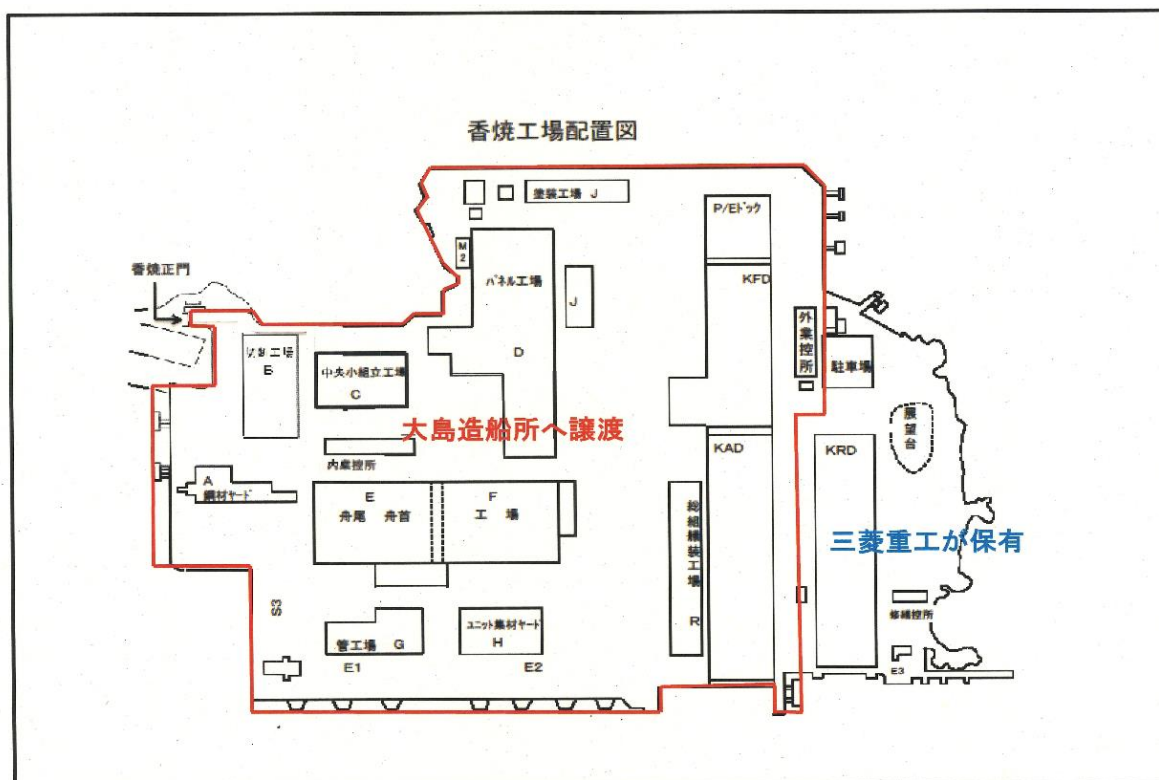 香焼工場配置図
塗装工場 J
P/Eドック
M2
香焼正門
パネル工場
KFD
J
外業控所
D
切断工場
B
中央小組立工場
C
駐車場
展望台
大島造船所へ譲渡
内業控所
KAD
KRD
A
鋼材ヤード
E
舟尾 舟首
F
工場
総組艤装工場 R
三菱重工が保有
S3
修繕控所
管工場 G
ユニット集材ヤード
H
E1
E2
E3